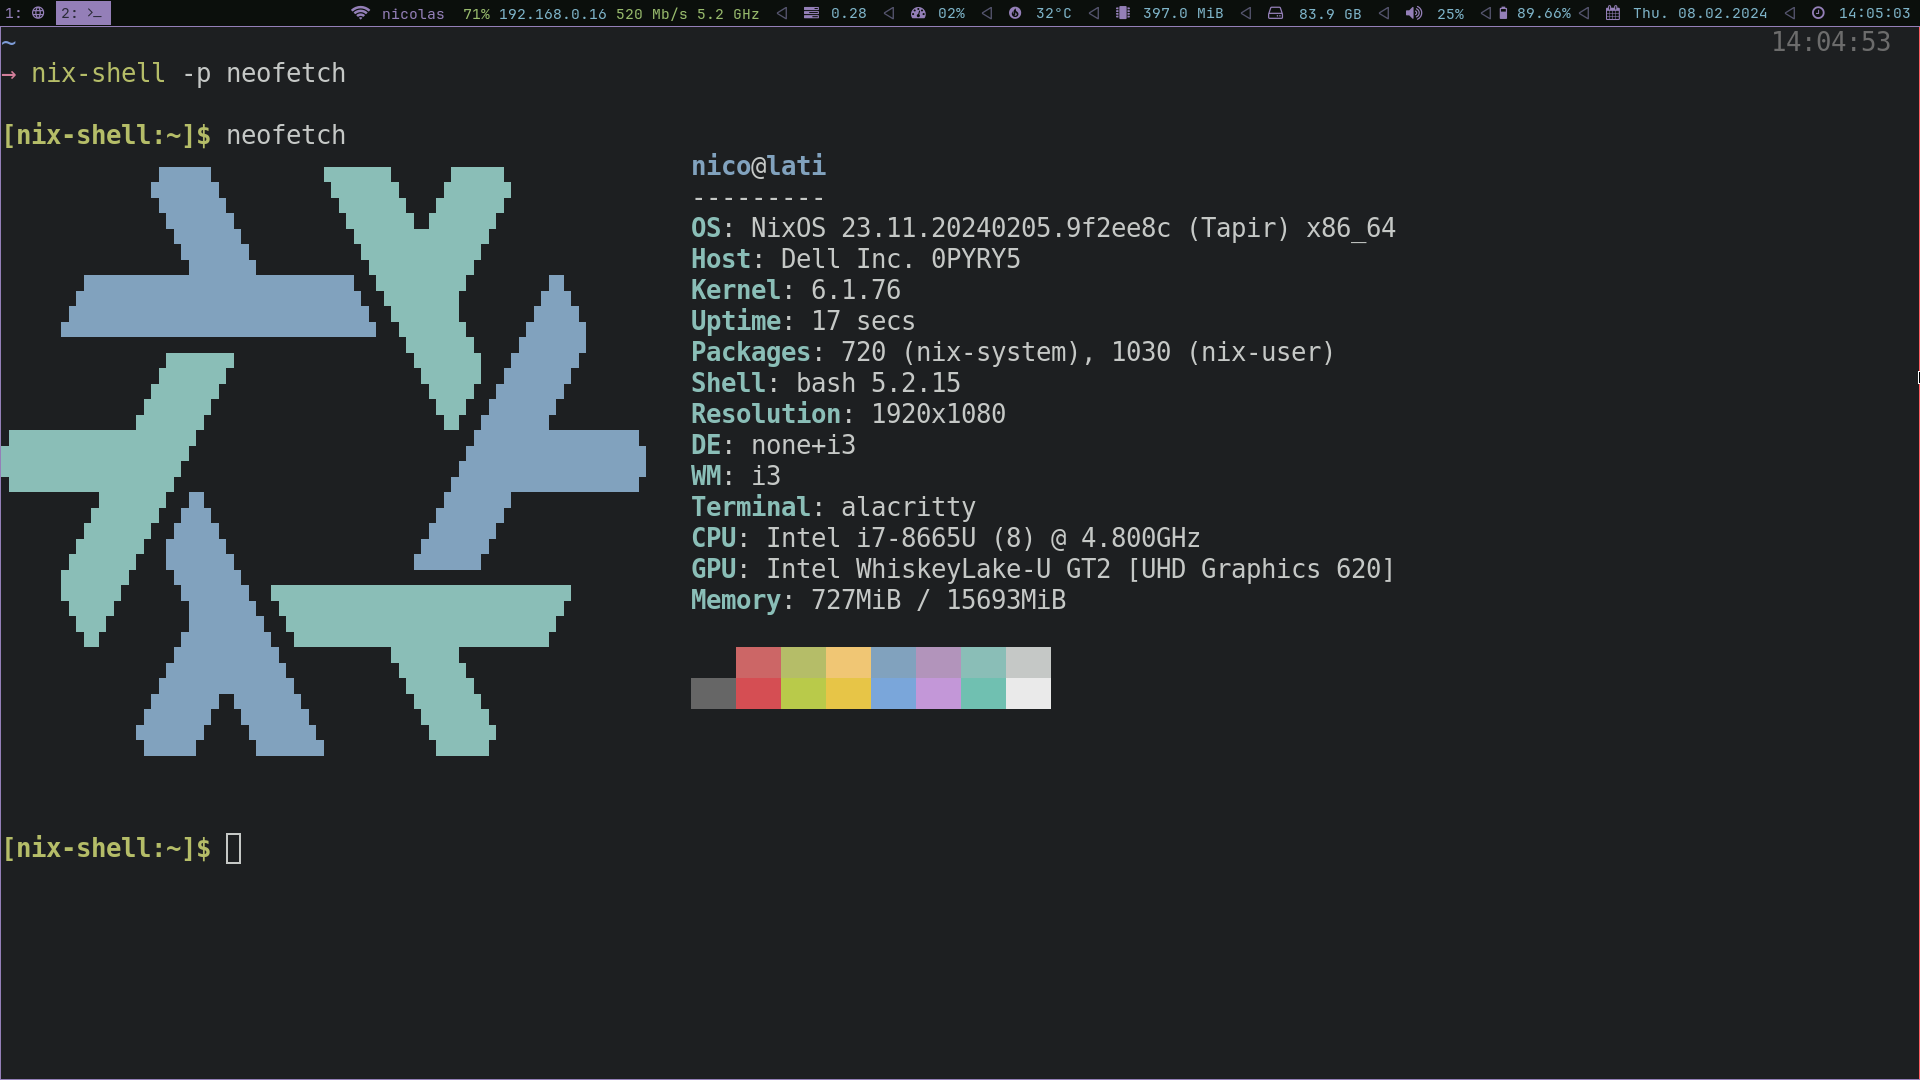 1: 2: >_ nicolas 71% 192.168.0.16 520 Mb/s 5.2 GHz 0.28 02% 32°C 397.0 MiB 83.9 GB 25% 89.66% Thu. 08.02.2024 14:05:03
~ 14:04:53
→ nix-shell -p neofetch
[nix-shell:~]$ neofetch
nico@lati
---------
OS: NixOS 23.11.20240205.9f2ee8c (Tapir) x86_64
Host: Dell Inc. 0PYRY5
Kernel: 6.1.76
Uptime: 17 secs
Packages: 720 (nix-system), 1030 (nix-user)
Shell: bash 5.2.15
Resolution: 1920x1080
DE: none+i3
WM: i3
Terminal: alacritty
CPU: Intel i7-8665U (8) @ 4.800GHz
GPU: Intel WhiskeyLake-U GT2 [UHD Graphics 620]
Memory: 727MiB / 15693MiB
[nix-shell:~]$